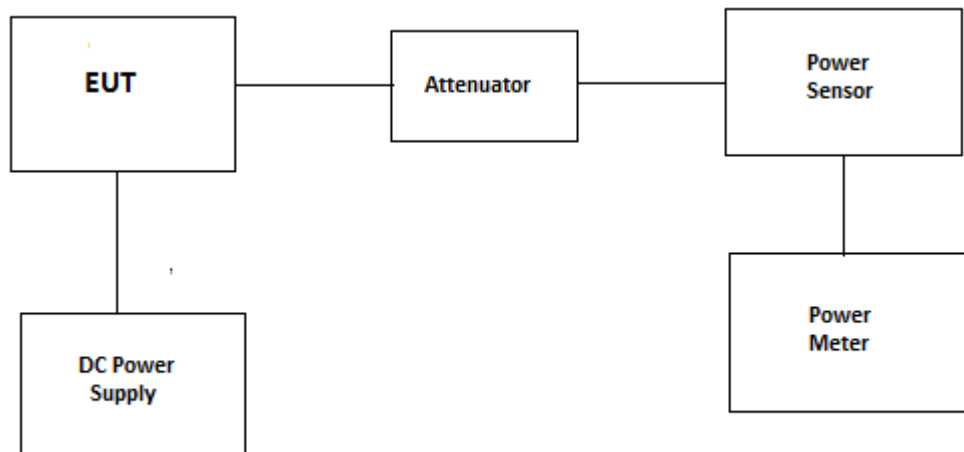 EUT
Attenuator
Power
Sensor
DC Power
Supply
Power
Meter